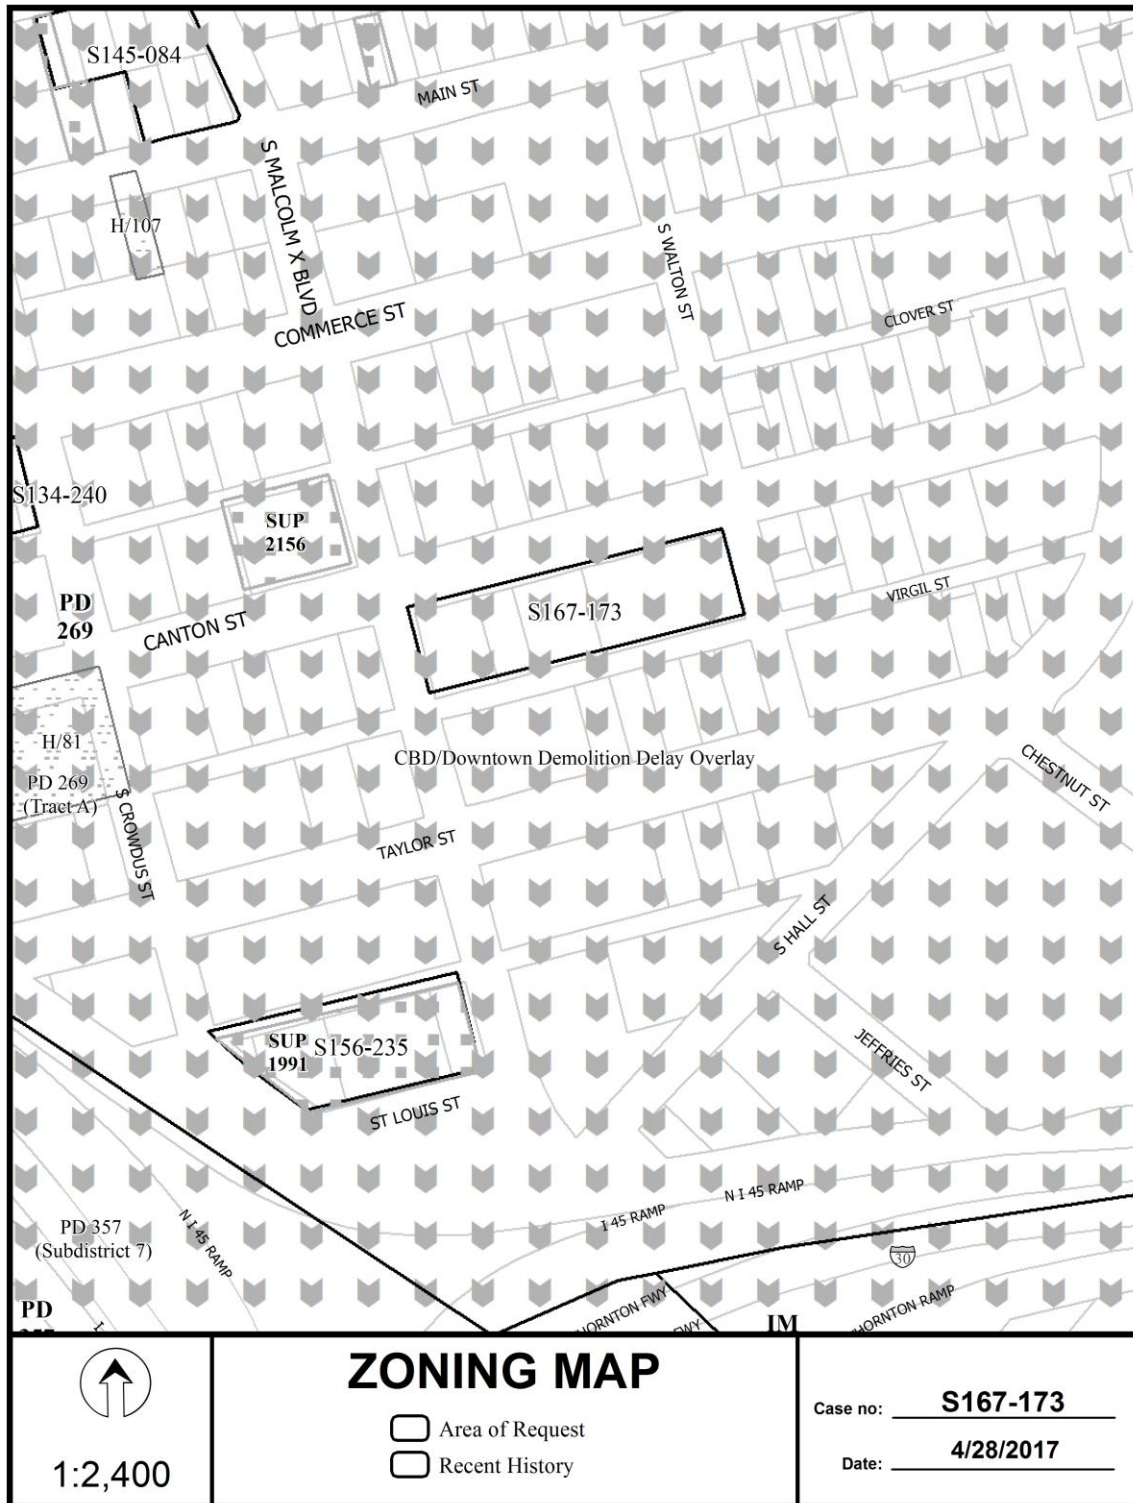 S145-084
MAIN ST
S MALCOLM X BLVD
H/107
S WALTON ST
COMMERCE ST
CLOVER ST
S134-240
SUP
2156
PD
269
CANTON ST
S167-173
VIRGIL ST
H/81
CBD/Downtown Demolition Delay Overlay
PD 269
(Tract A)
CHESTNUT ST
S CROWDUS ST
TAYLOR ST
S HALL ST
SUP
1991
S156-235
JEFFRIES ST
ST LOUIS ST
N I 45 RAMP
I 45 RAMP
PD 357
(Subdistrict 7)
N I 45 RAMP
30
PD
IM
ZONING MAP
Area of Request
Recent History
1:2,400
Case no: S167-173
Date: 4/28/2017